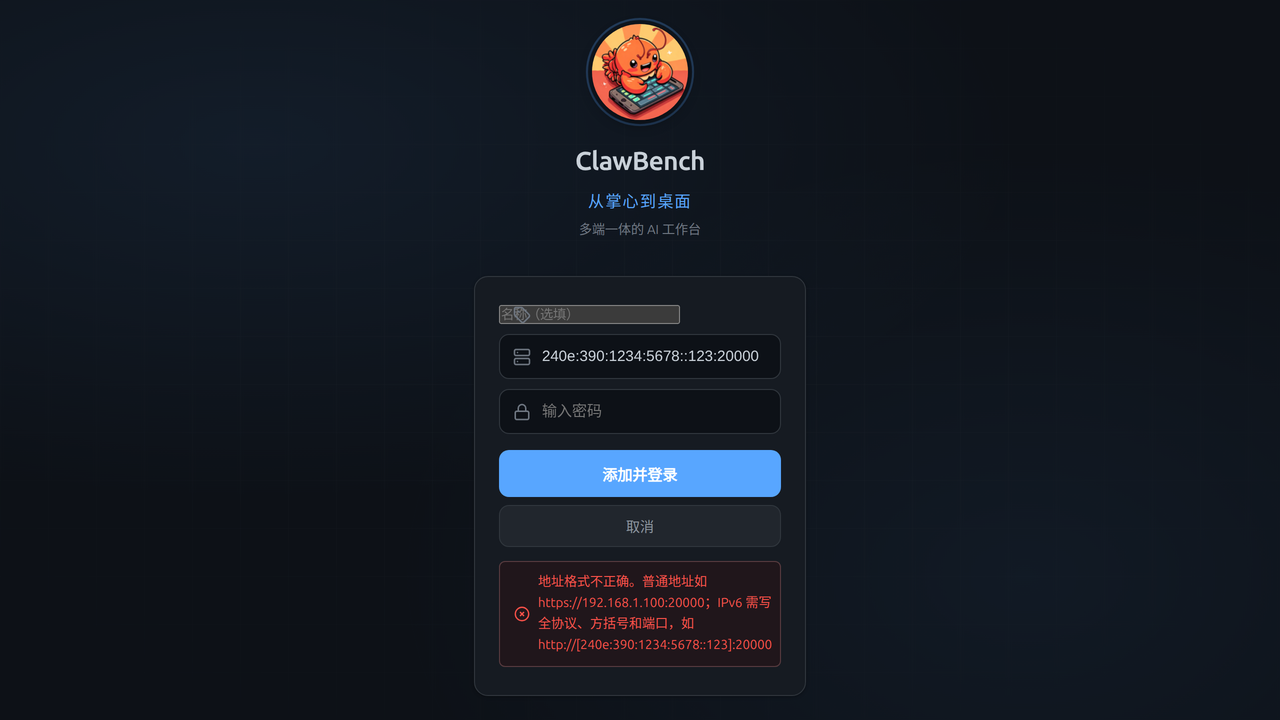 ClawBench
从掌心到桌面
多端一体的 AI 工作台
名称（选填）
240e:390:1234:5678::123:20000
输入密码
添加并登录
取消
地址格式不正确。普通地址如
https://192.168.1.100:20000；IPv6 需写
全协议、方括号和端口，如
http://[240e:390:1234:5678::123]:20000